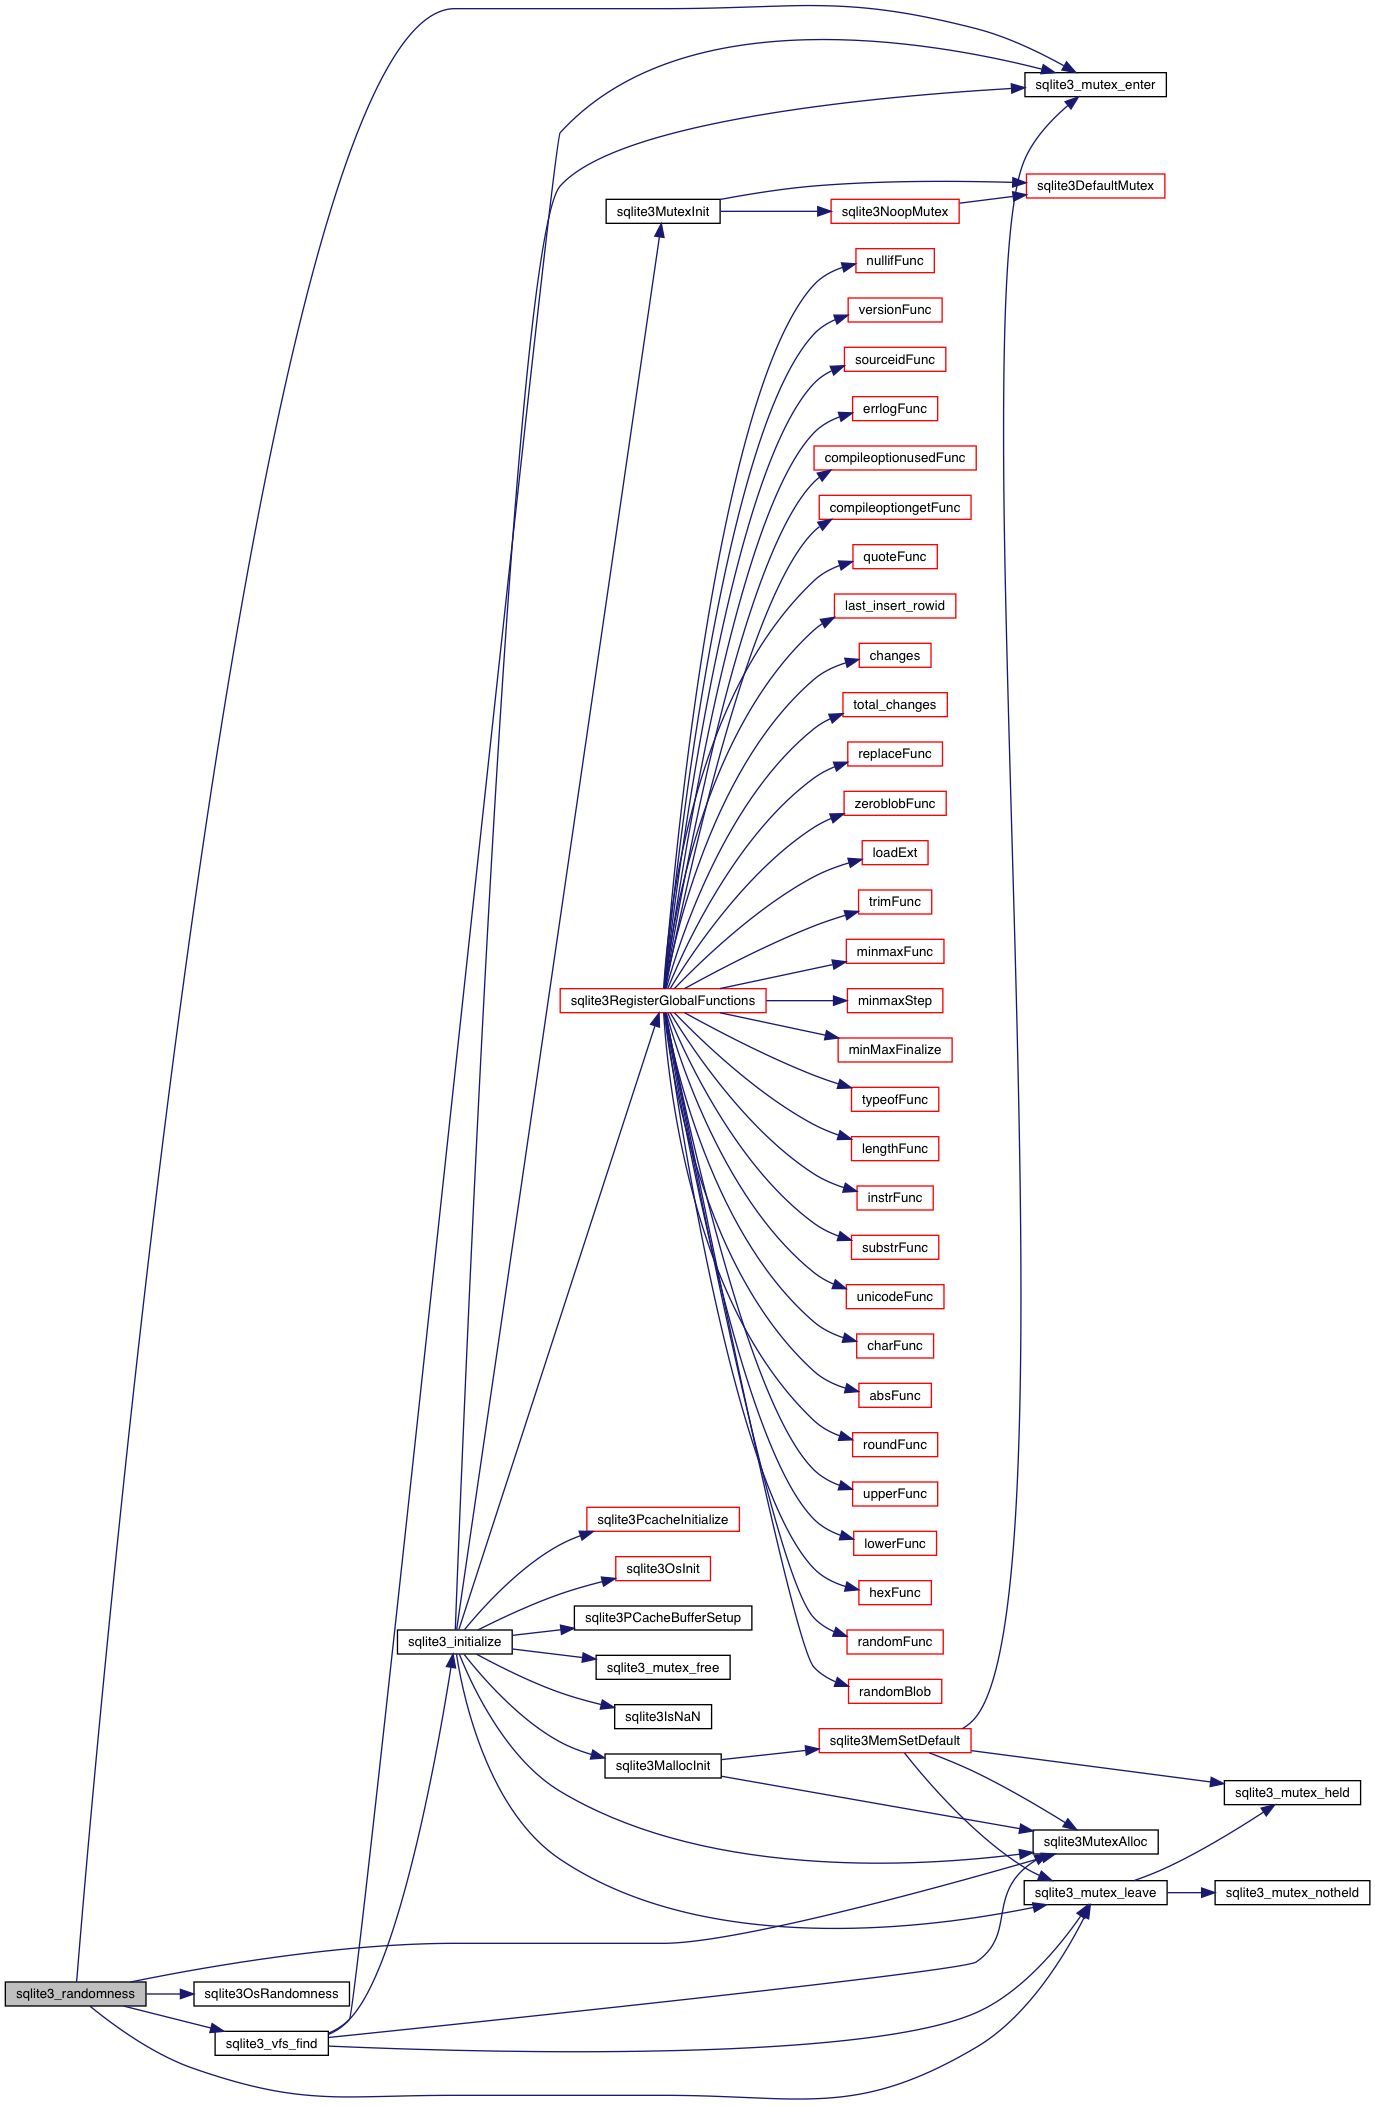 sqlite3_mutex_enter
sqlite3DefaultMutex
sqlite3MutexInit
sqlite3NoopMutex
nullifFunc
versionFunc
sourceidFunc
errlogFunc
compileoptionusedFunc
compileoptiongetFunc
quoteFunc
last_insert_rowid
changes
total_changes
replaceFunc
zeroblobFunc
loadExt
trimFunc
minmaxFunc
sqlite3RegisterGlobalFunctions
minmaxStep
minMaxFinalize
typeofFunc
lengthFunc
instrFunc
substrFunc
unicodeFunc
charFunc
absFunc
roundFunc
upperFunc
sqlite3PcacheInitialize
lowerFunc
sqlite3OsInit
hexFunc
sqlite3PCacheBufferSetup
sqlite3_initialize
randomFunc
sqlite3_mutex_free
randomBlob
sqlite3IsNaN
sqlite3MemSetDefault
sqlite3MallocInit
sqlite3_mutex_held
sqlite3MutexAlloc
sqlite3_mutex_leave
sqlite3_mutex_notheld
sqlite3_randomness
sqlite3OsRandomness
sqlite3_vfs_find